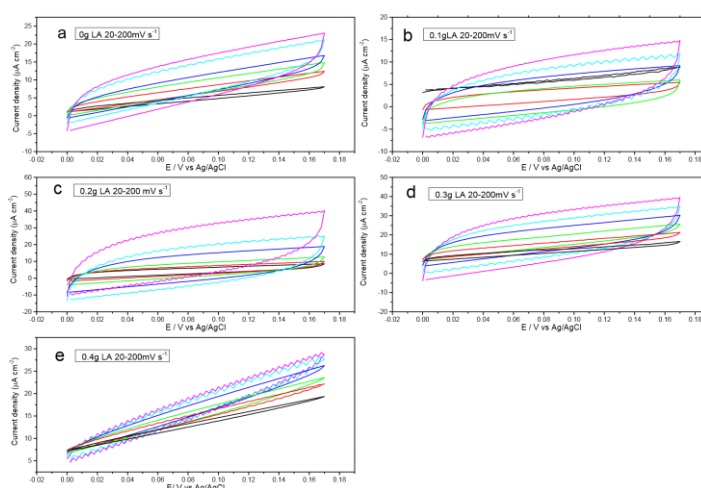 a
0g LA 20-200mV s⁻¹
Current density (μA cm⁻²)
25
20
15
10
5
0
-5
-10
-0.02 0.00 0.02 0.04 0.06 0.08 0.10 0.12 0.14 0.16 0.18
E / V vs Ag/AgCl
b
0.1gLA 20-200mV s⁻¹
Current density (μA cm⁻²)
20
15
10
5
0
-5
-10
-0.02 0.00 0.02 0.04 0.06 0.08 0.10 0.12 0.14 0.16 0.18
E / V vs Ag/AgCl
c
0.2g LA 20-200 mV s⁻¹
Current density (μA cm⁻²)
60
50
40
30
20
10
0
-10
-20
-0.02 0.00 0.02 0.04 0.06 0.08 0.10 0.12 0.14 0.16 0.18
E / V vs Ag/AgCl
d
0.3g LA 20-200mV s⁻¹
Current density (μA cm⁻²)
50
40
30
20
10
0
-10
-20
-0.02 0.00 0.02 0.04 0.06 0.08 0.10 0.12 0.14 0.16 0.18
E / V vs Ag/AgCl
e
0.4g LA 20-200mV s⁻¹
Current density (μA cm⁻²)
30
25
20
15
10
5
-0.02 0.00 0.02 0.04 0.06 0.08 0.10 0.12 0.14 0.16 0.18
E/ V vs Ag/AgCl